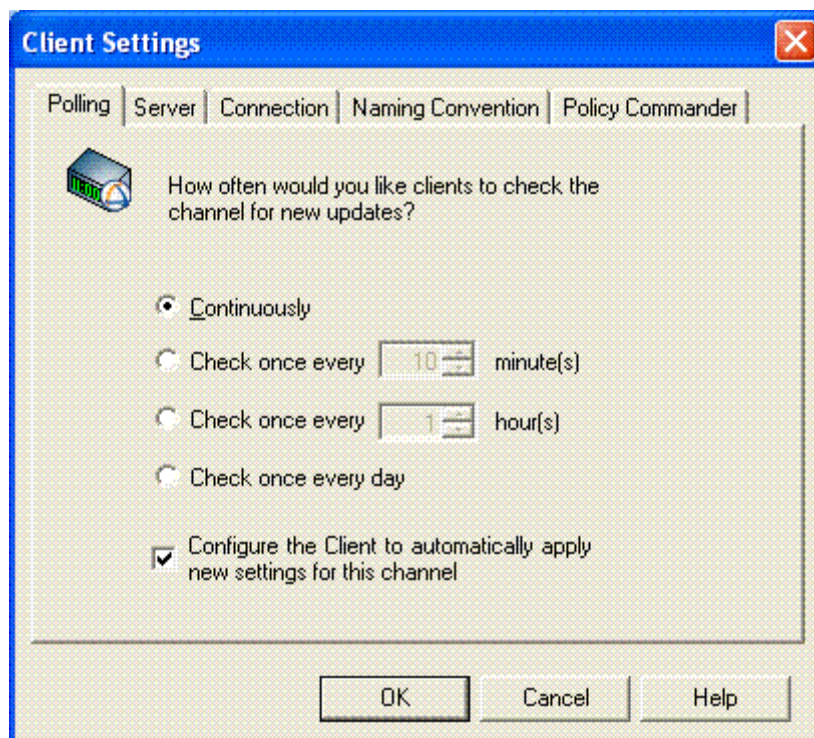 Client Settings
Polling Server Connection Naming Convention Policy Commander
How often would you like clients to check the
channel for new updates?
Continuously
Check once every 10 minute(s)
Check once every 1 hour(s)
Check once every day
Configure the Client to automatically apply
new settings for this channel
OK Cancel Help